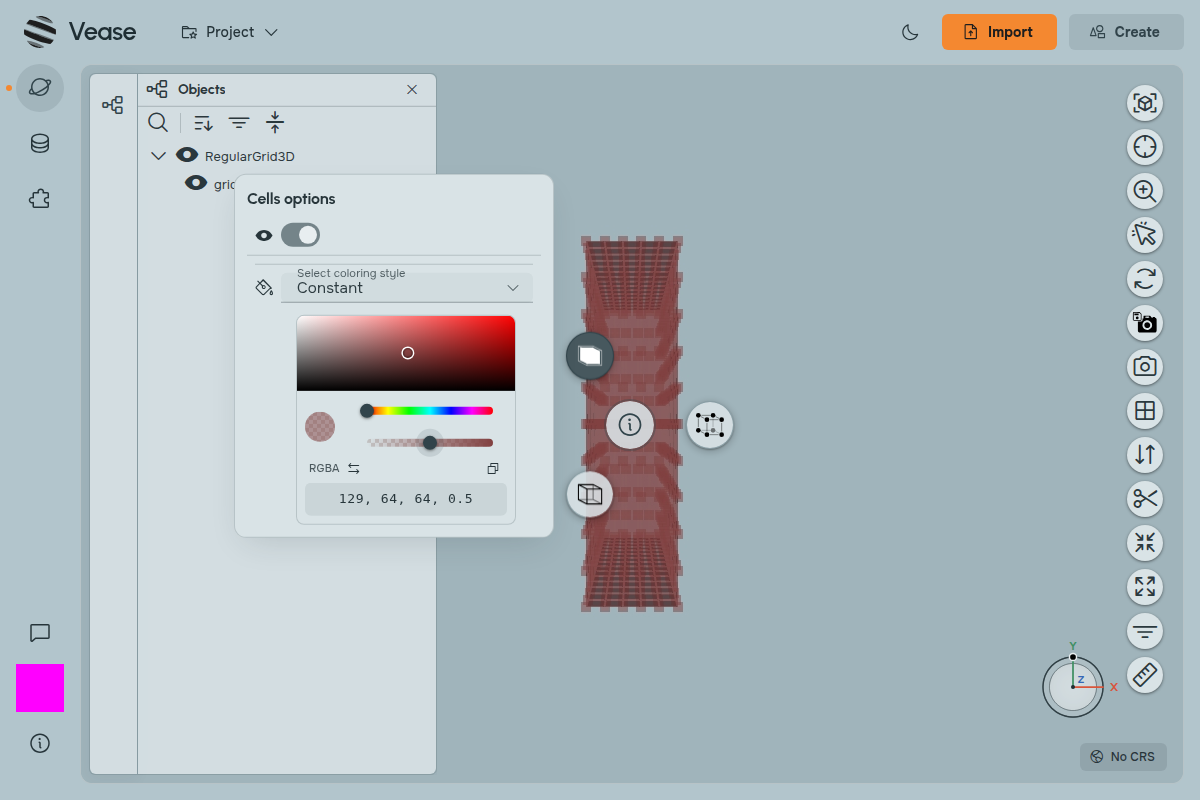 Vease
Project
Import
Create
Objects
RegularGrid3D
Cells options
Select coloring style
Constant
RGBA
129, 64, 64, 0.5
Y
Z
X
No CRS